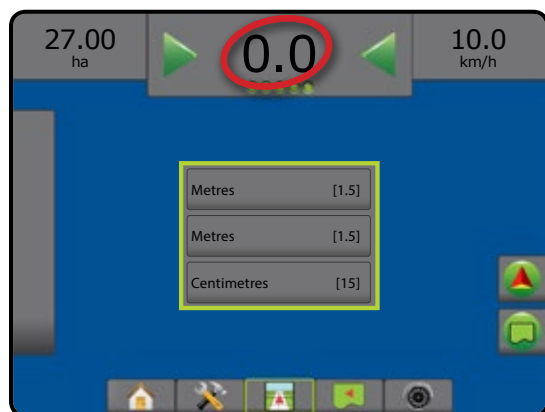 27.00
ha
0.0
10.0
km/h
Metres [1.5]
Metres [1.5]
Centimetres [15]